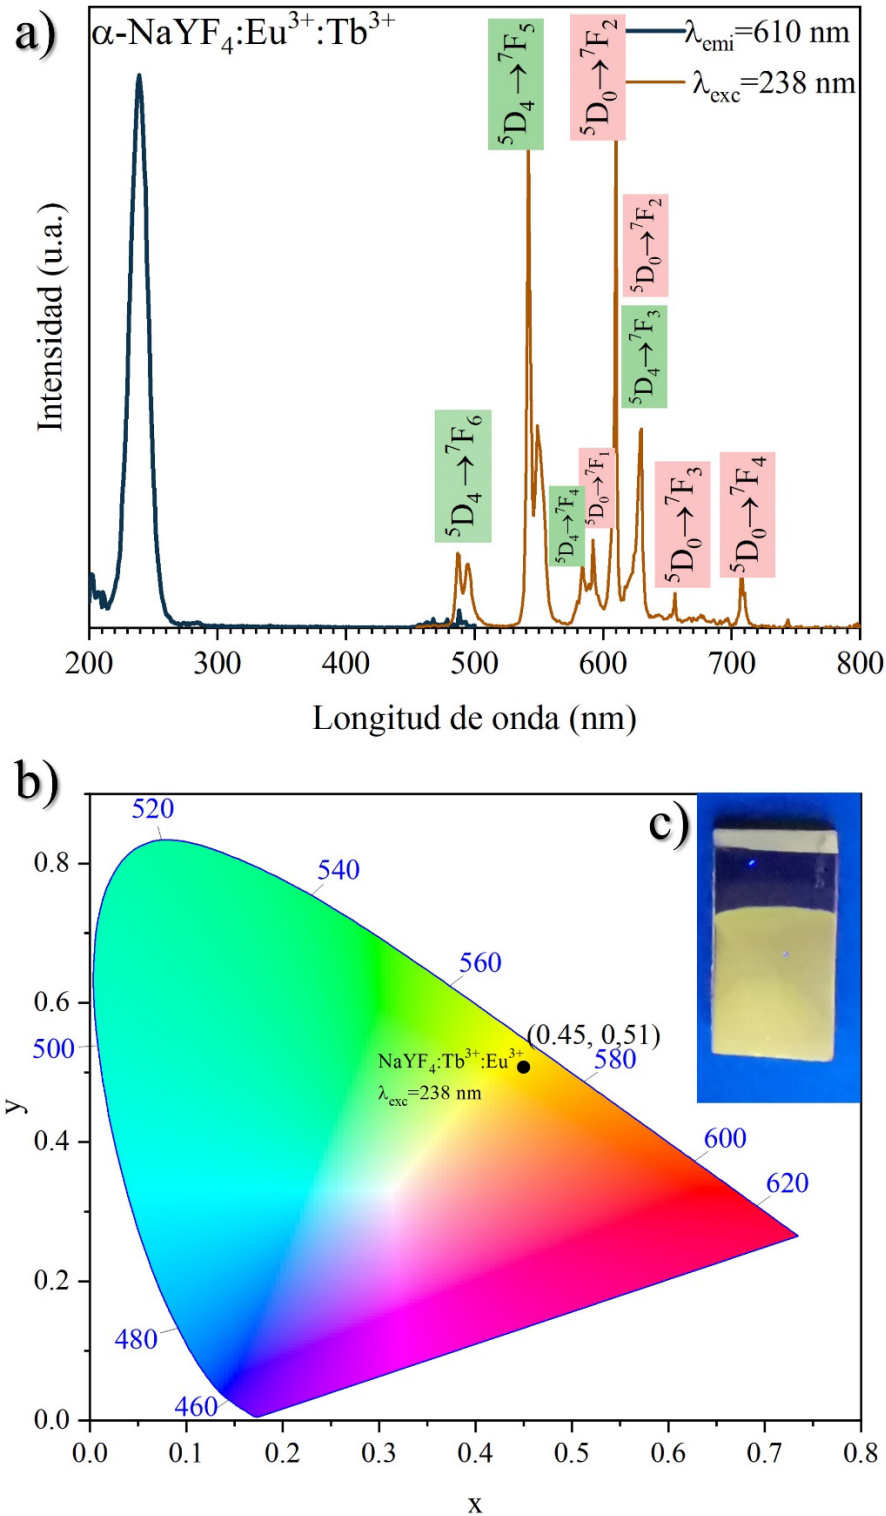 a)
α-NaYF₄:Eu³⁺:Tb³⁺
λemi=610 nm
λexc=238 nm
⁵D₄→⁷F₆
⁵D₄→⁷F₅
⁵D₄→⁷F₄
⁵D₀→⁷F₁
⁵D₀→⁷F₂
⁵D₀→⁷F₂
⁵D₄→⁷F₃
⁵D₀→⁷F₃
⁵D₀→⁷F₄
Intensidad (u.a.)
200 300 400 500 600 700 800
Longitud de onda (nm)
b)
c)
520
540
560
580
600
620
500
480
460
(0.45, 0,51)
NaYF₄:Tb³⁺:Eu³⁺
λexc=238 nm
0.8
0.6
0.4
0.2
0.0
y
0.0 0.1 0.2 0.3 0.4 0.5 0.6 0.7 0.8
x